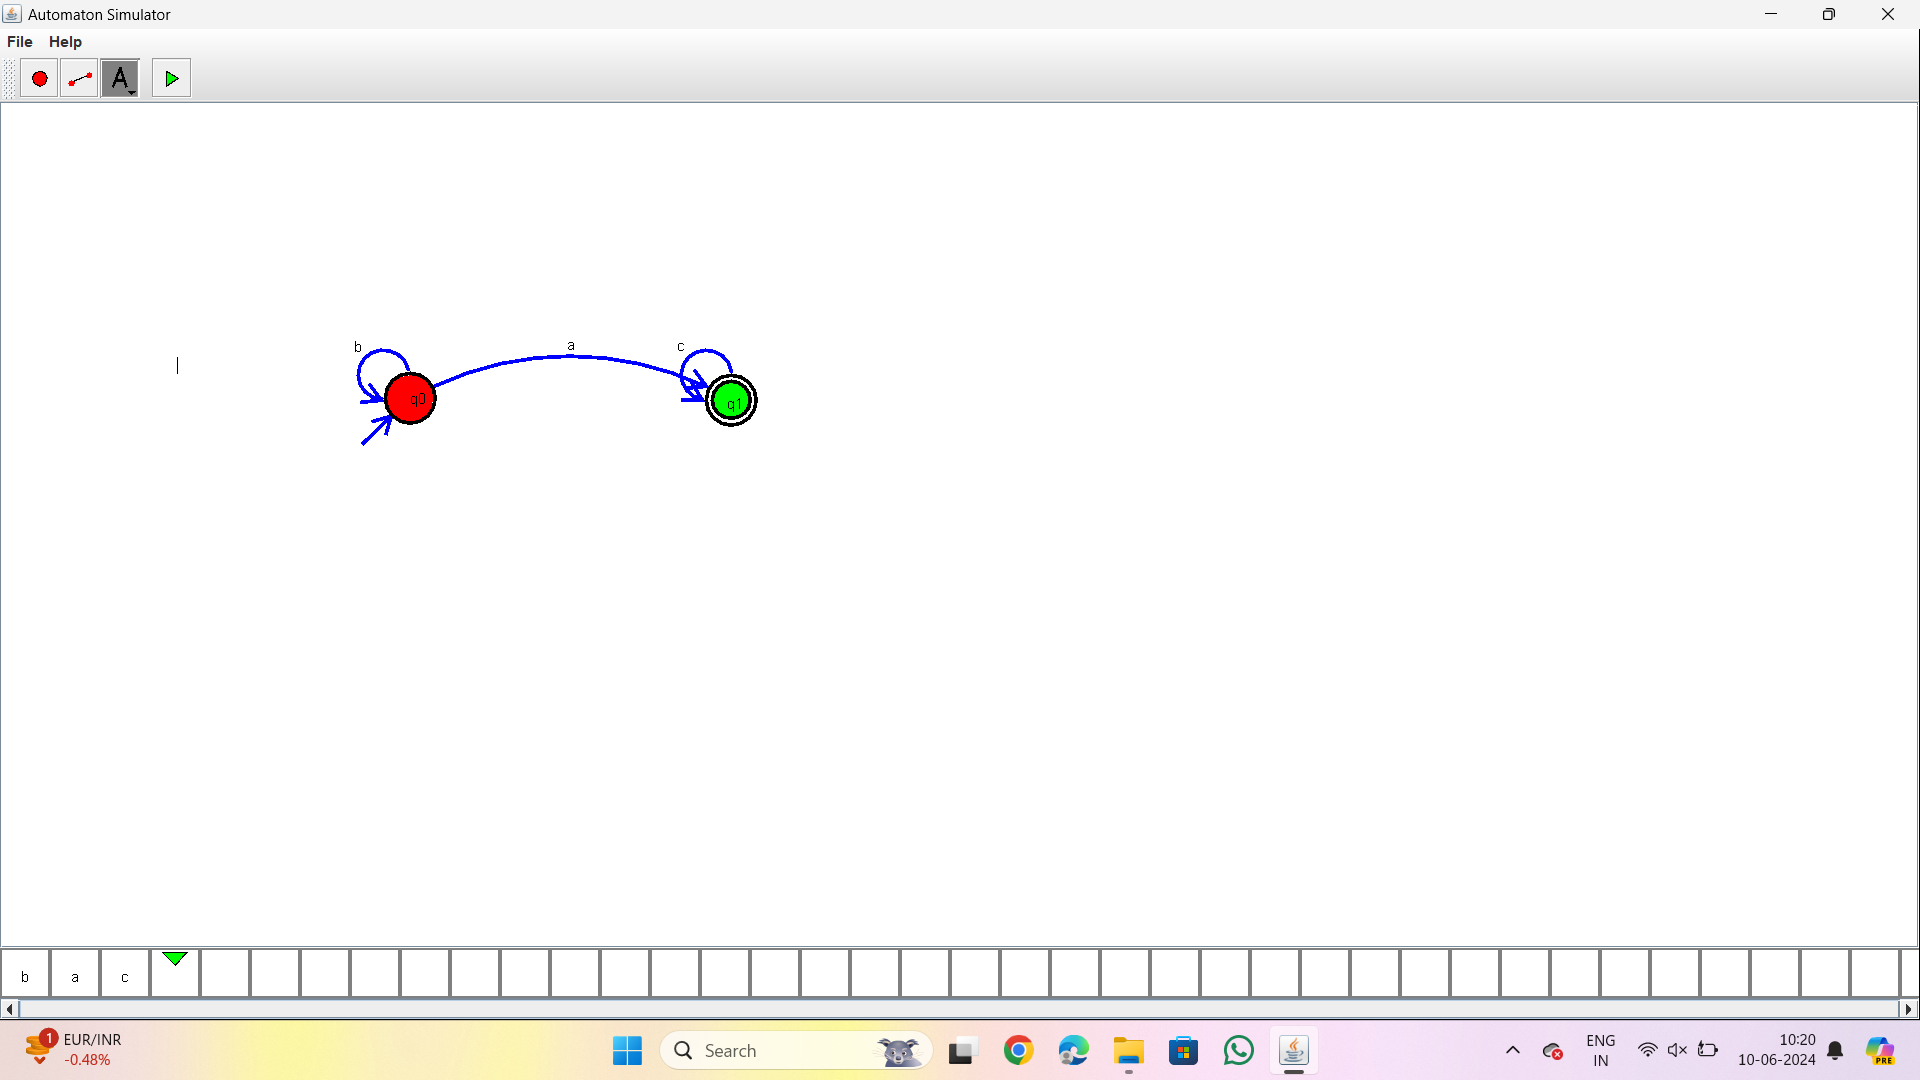 Automaton Simulator
File Help
A
b
a
c
q0
q1
b a c
1
EUR/INR
-0.48%
Search
ENG
IN
10:20
10-06-2024
PRE